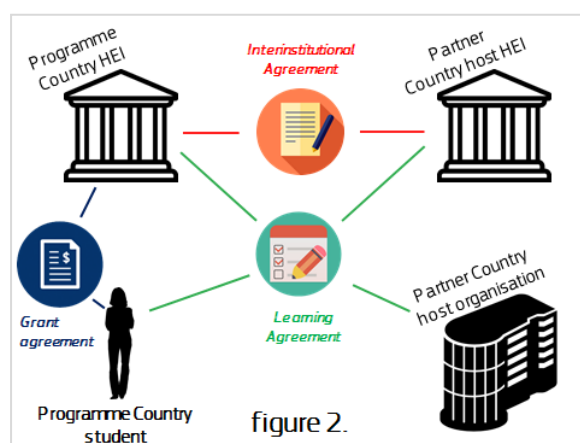 Programme
Country HEI
Interinstitutional
Agreement
Partner
Country host HEI
$
Grant
agreement
Learning
Agreement
Partner Country
host organisation
Programme Country
student
figure 2.